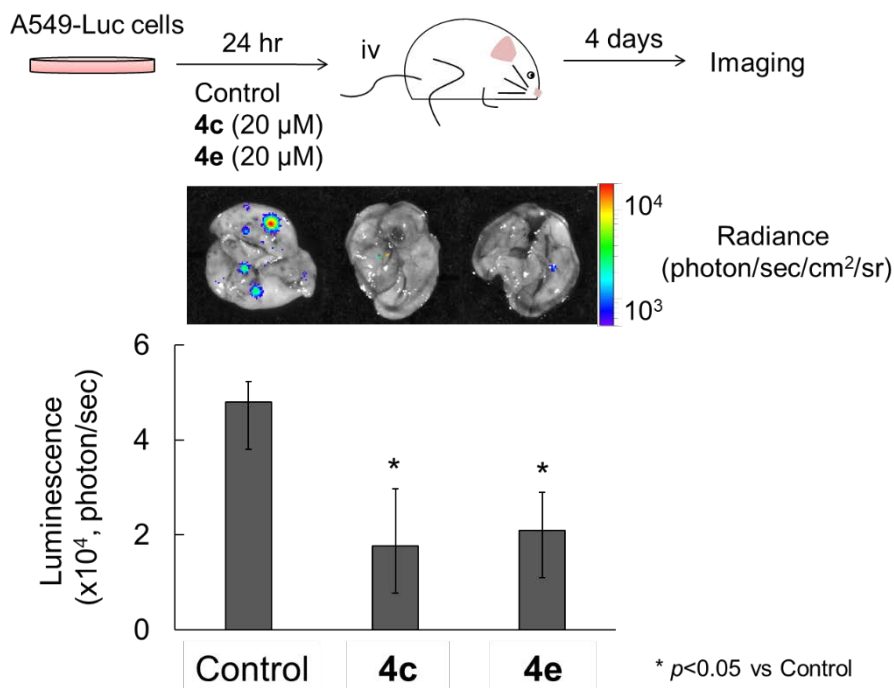 A549-Luc cells
24 hr
iv
4 days
Imaging
Control
4c (20 μM)
4e (20 μM)
10⁴
Radiance
(photon/sec/cm²/sr)
10³
Luminescence
(x10⁴, photon/sec)
6
4
2
0
*
*
Control
4c
4e
* p<0.05 vs Control